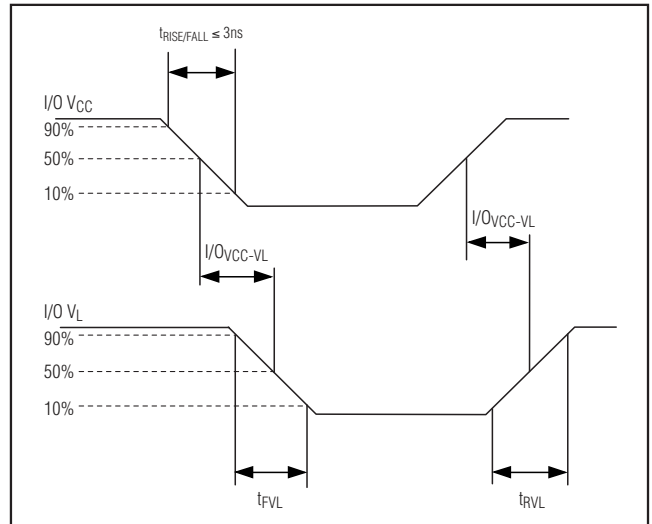 tRISE/FALL ≤ 3ns
I/O VCC
90%
50%
10%
I/OVCC-VL
I/OVCC-VL
I/O VL
90%
50%
10%
tFVL
tRVL